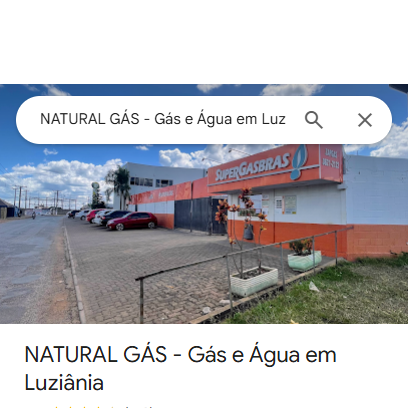 NATURAL GÁS - Gás e Água em Luz
SUPERGASBRAS
NATURAL GÁS - Gás e Água em
Luziânia